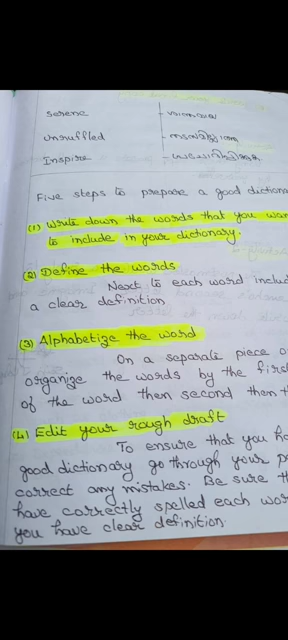 Serene - ശാന്തമായ
Unruffled
Inspire
Five steps to prepare a good dictiona
(1) Write down the words that you wan
to include in your dictionary.
(2) Define the words
Next to each word includ
a clear definition
(3) Alphabetize the word
On a separate piece o
organize the words by the first
of the word then second then t
(4) Edit your rough draft
To ensure that you ha
good dictionary go through your
correct any mistakes. Be sure th
have correctly spelled each wor
you have clear definition.